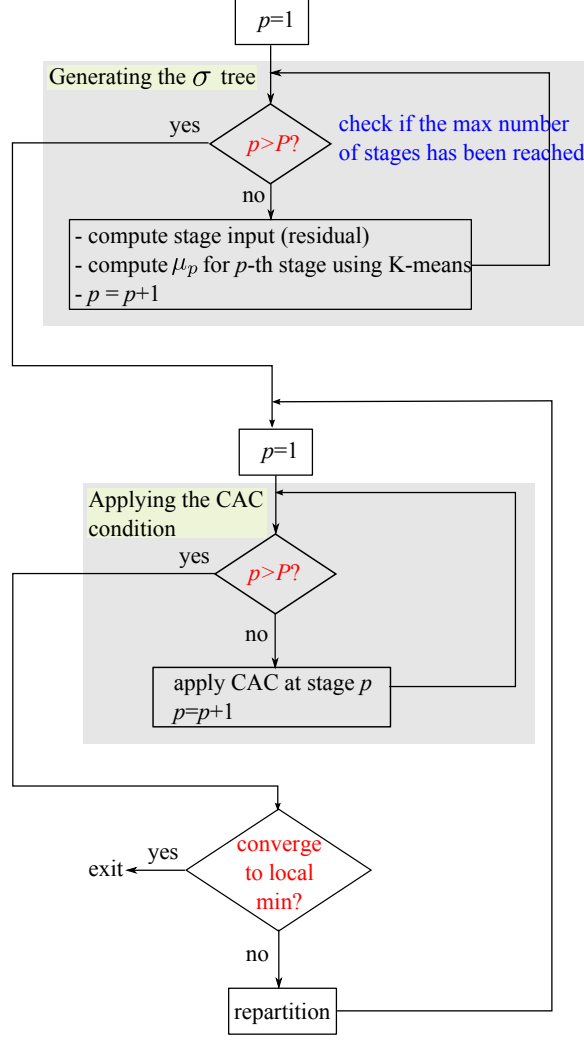 p=1
Generating the σ tree
yes
p>P?
check if the max number
of stages has been reached
no
- compute stage input (residual)
- compute μp for p-th stage using K-means
- p = p+1
p=1
Applying the CAC
condition
yes
p>P?
no
apply CAC at stage p
p=p+1
converge
to local
min?
yes
exit
no
repartition